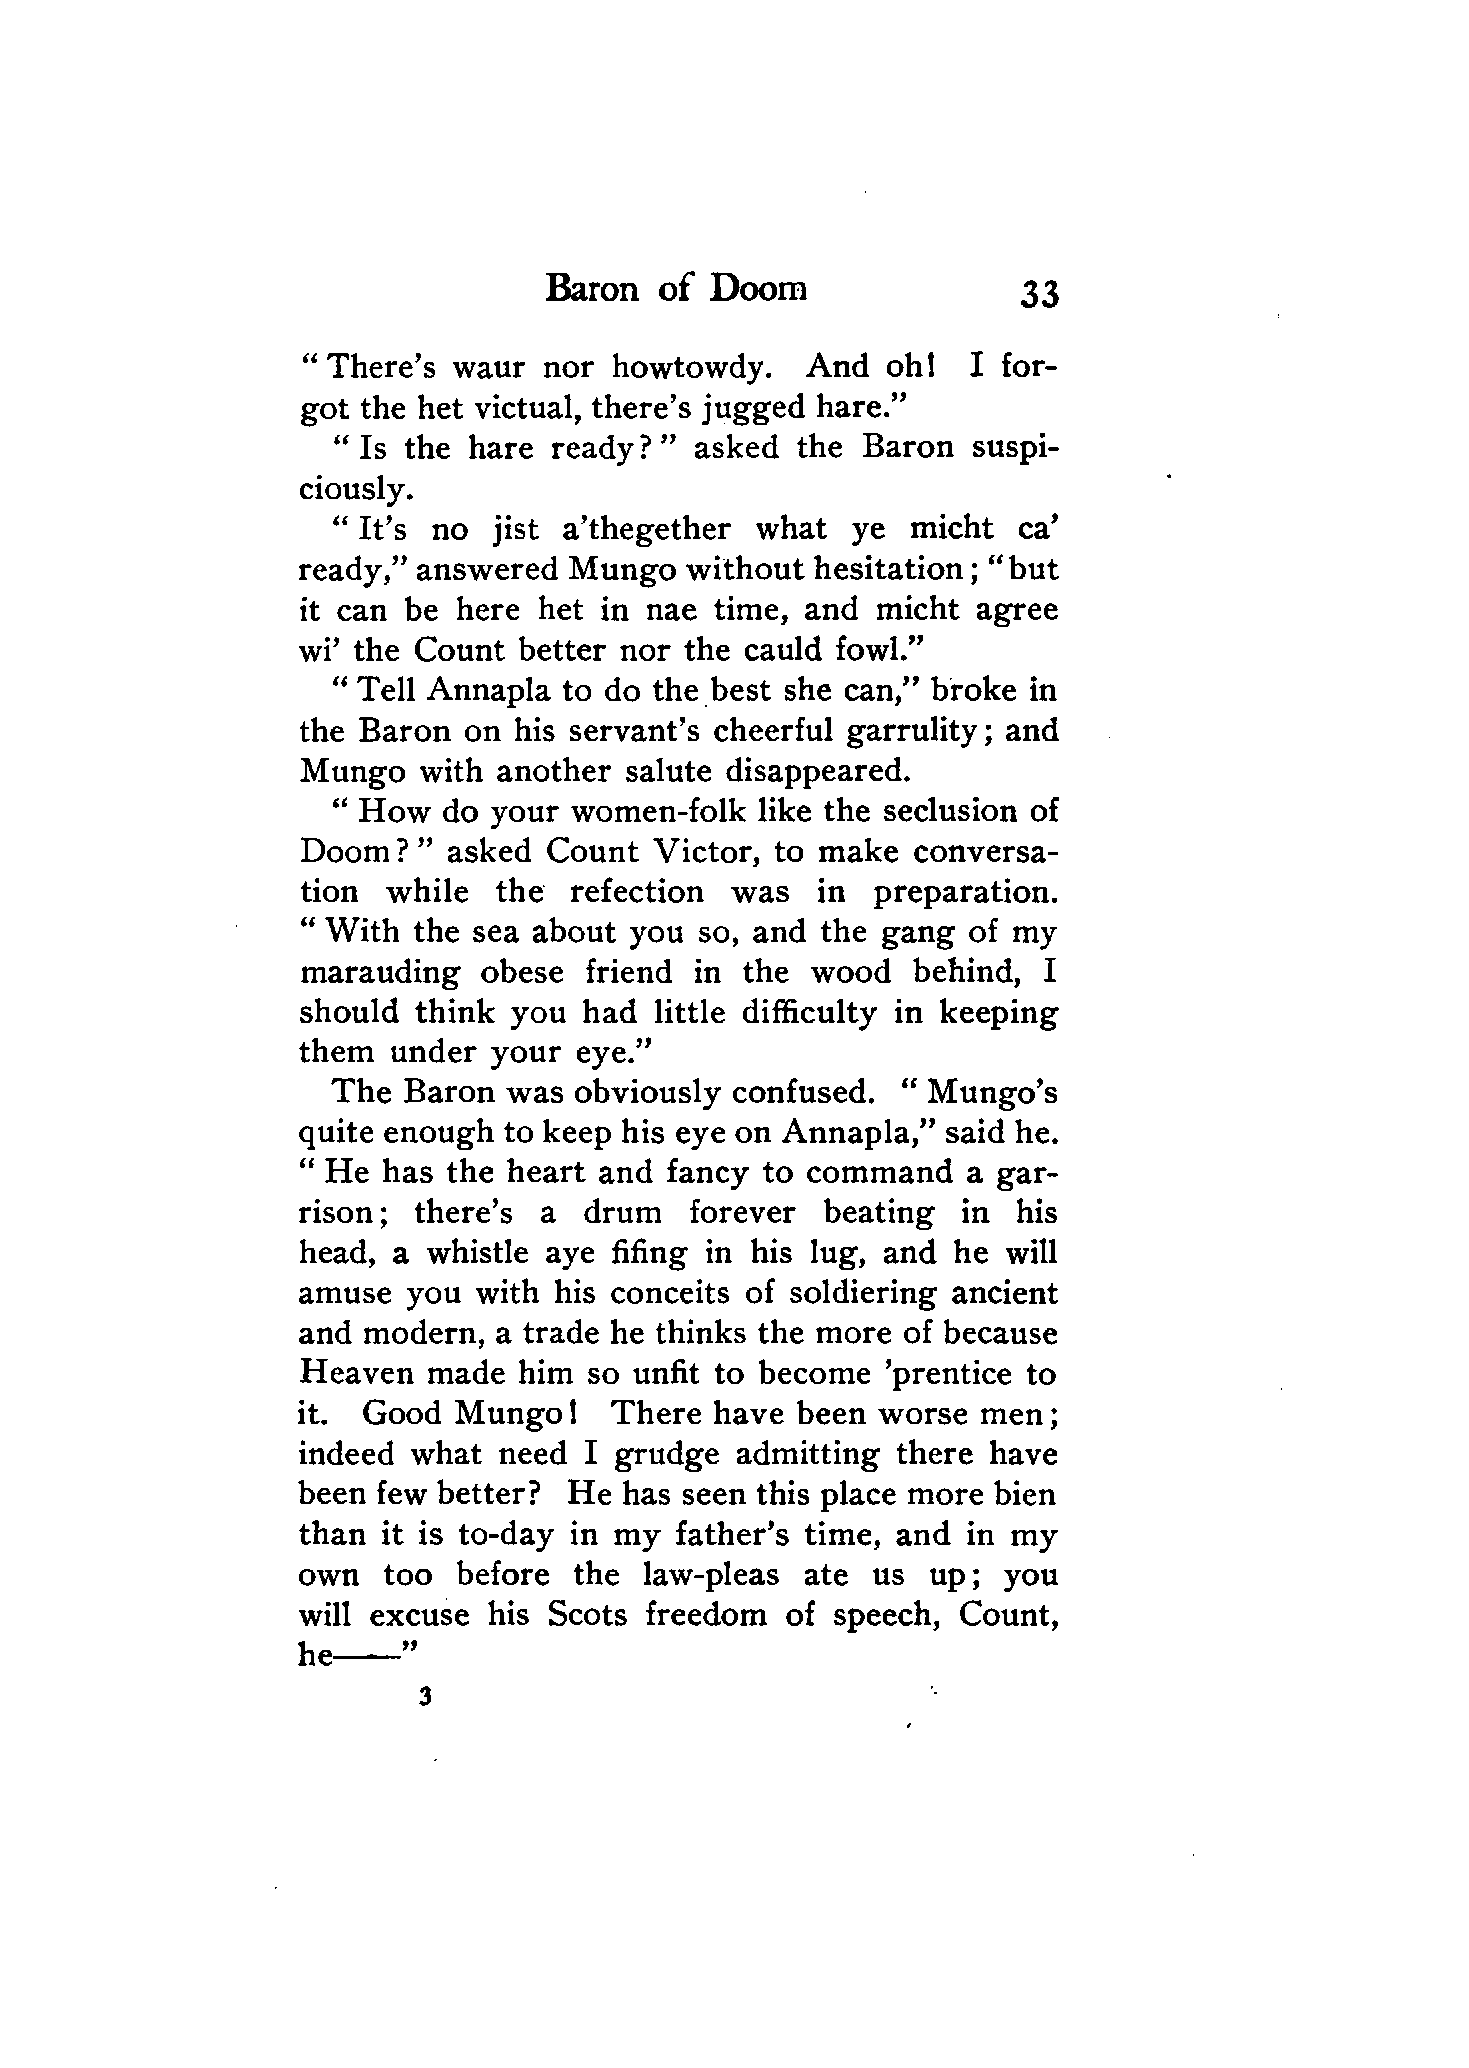 Baron of Doom 33
“There’s waur nor howtowdy. And oh! I for-
got the het victual, there’s jugged hare.”
“Is the hare ready?” asked the Baron suspi-
ciously.
“It’s no jist a’thegether what ye micht ca’
ready,” answered Mungo without hesitation; “but
it can be here het in nae time, and micht agree
wi’ the Count better nor the cauld fowl.”
“Tell Annapla to do the best she can,” broke in
the Baron on his servant’s cheerful garrulity; and
Mungo with another salute disappeared.
“How do your women-folk like the seclusion of
Doom?” asked Count Victor, to make conversa-
tion while the refection was in preparation.
“With the sea about you so, and the gang of my
marauding obese friend in the wood behind, I
should think you had little difficulty in keeping
them under your eye.”
The Baron was obviously confused. “Mungo’s
quite enough to keep his eye on Annapla,” said he.
“He has the heart and fancy to command a gar-
rison; there’s a drum forever beating in his
head, a whistle aye fifing in his lug, and he will
amuse you with his conceits of soldiering ancient
and modern, a trade he thinks the more of because
Heaven made him so unfit to become ’prentice to
it. Good Mungo! There have been worse men;
indeed what need I grudge admitting there have
been few better? He has seen this place more bien
than it is to-day in my father’s time, and in my
own too before the law-pleas ate us up; you
will excuse his Scots freedom of speech, Count,
he——”
3